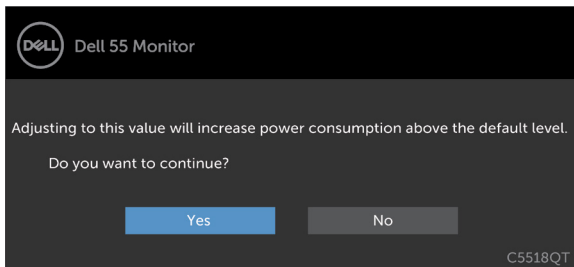 DELL Dell 55 Monitor
Adjusting to this value will increase power consumption above the default level.
Do you want to continue?
Yes No
C5518QT